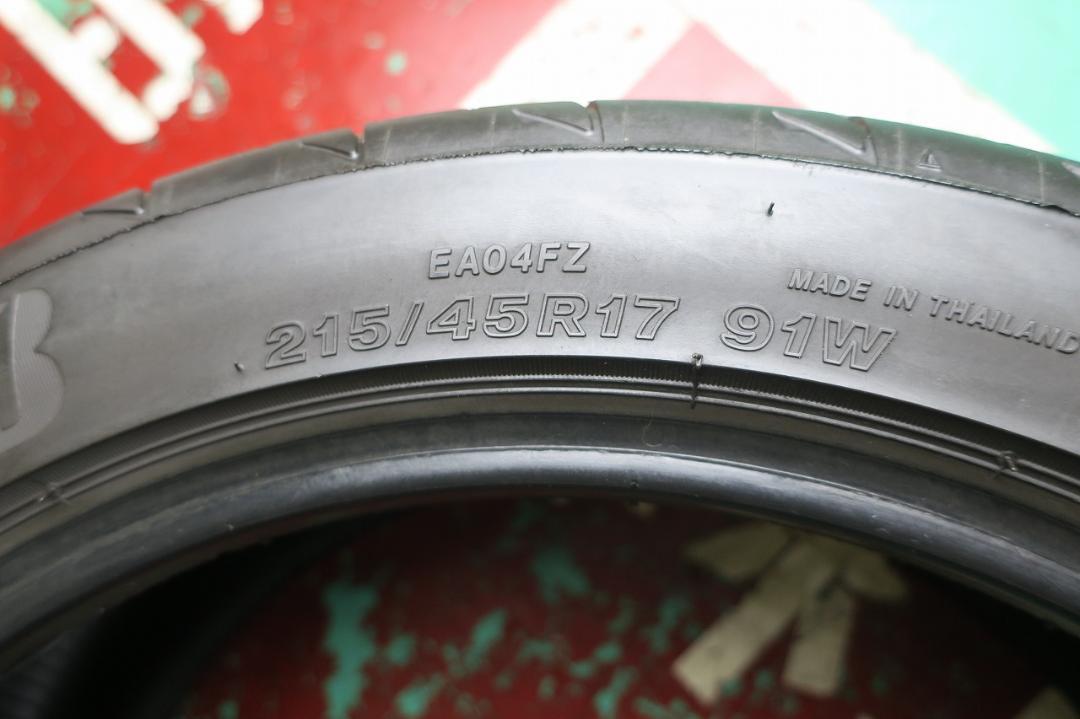 EA04FZ
215/45R17 91W
MADE IN THAILAND
B